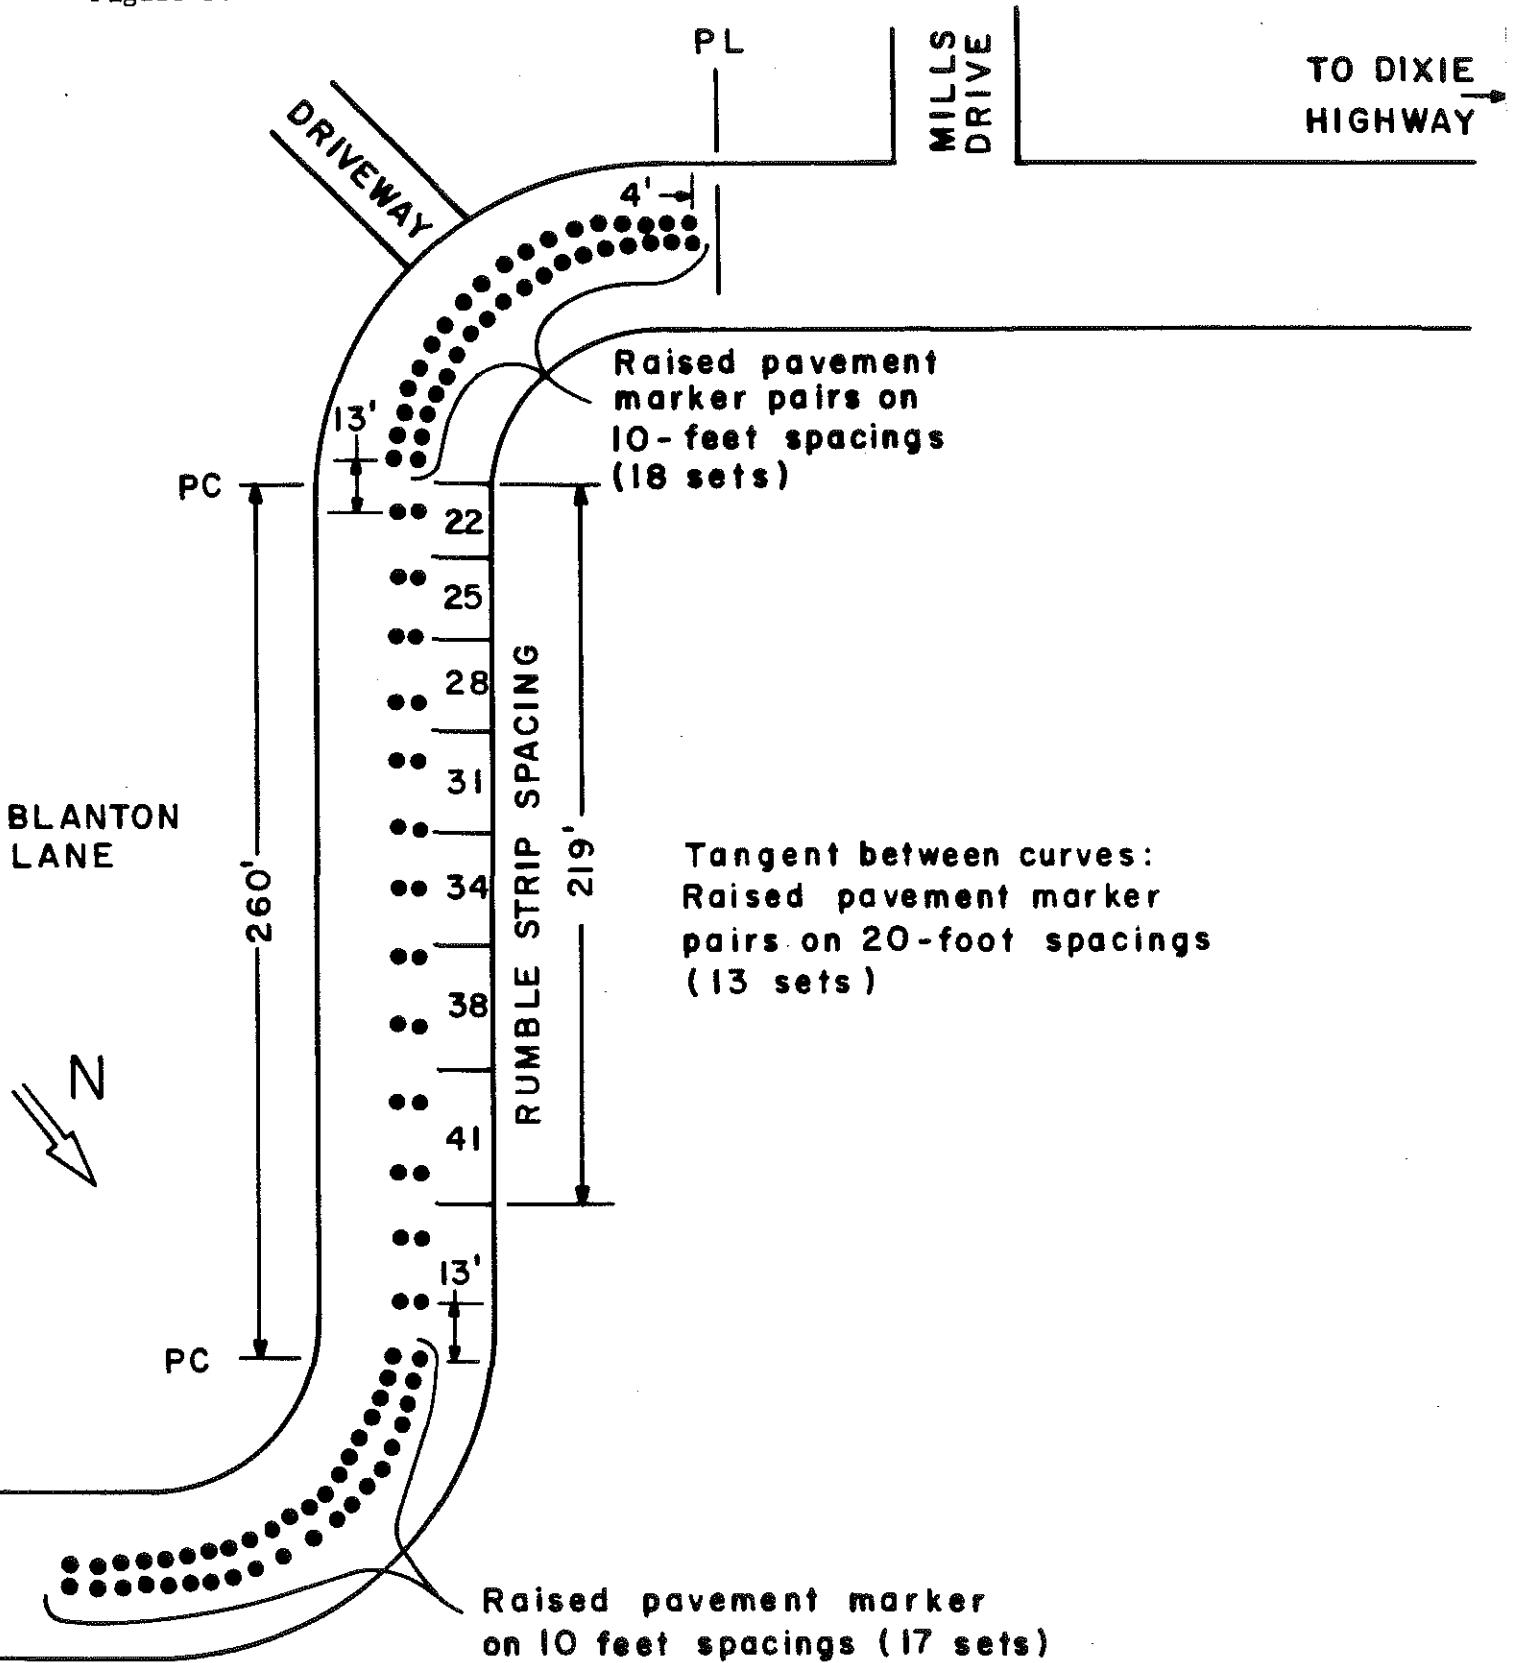 PL
MILLS
DRIVE
TO DIXIE
HIGHWAY
DRIVEWAY
4'
Raised pavement
marker pairs on
10-feet spacings
(18 sets)
13'
PC
22
25
28
31
34
38
41
RUMBLE STRIP SPACING
219'
260'
BLANTON
LANE
Tangent between curves:
Raised pavement marker
pairs on 20-foot spacings
(13 sets)
N
13'
PC
Raised pavement marker
on 10 feet spacings (17 sets)